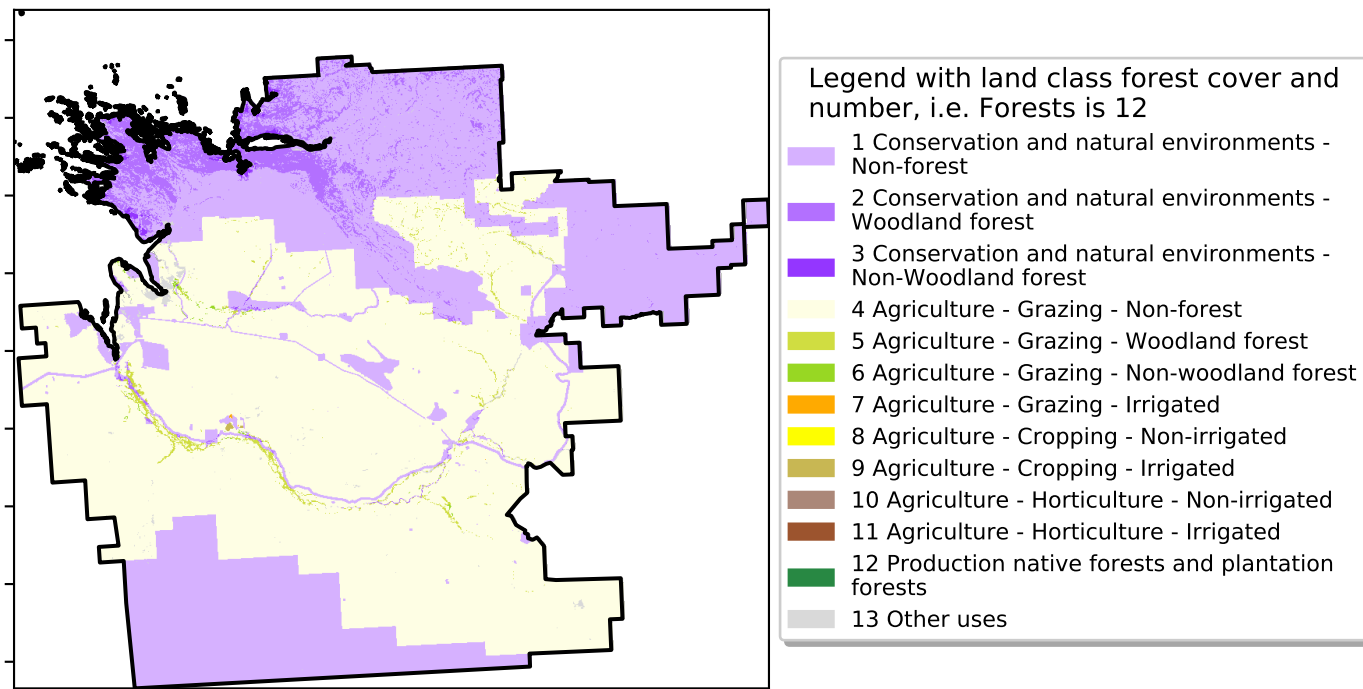 Legend with land class forest cover and
number, i.e. Forests is 12
1 Conservation and natural environments -
Non-forest
2 Conservation and natural environments -
Woodland forest
3 Conservation and natural environments -
Non-Woodland forest
4 Agriculture - Grazing - Non-forest
5 Agriculture - Grazing - Woodland forest
6 Agriculture - Grazing - Non-woodland forest
7 Agriculture - Grazing - Irrigated
8 Agriculture - Cropping - Non-irrigated
9 Agriculture - Cropping - Irrigated
10 Agriculture - Horticulture - Non-irrigated
11 Agriculture - Horticulture - Irrigated
12 Production native forests and plantation
forests
13 Other uses